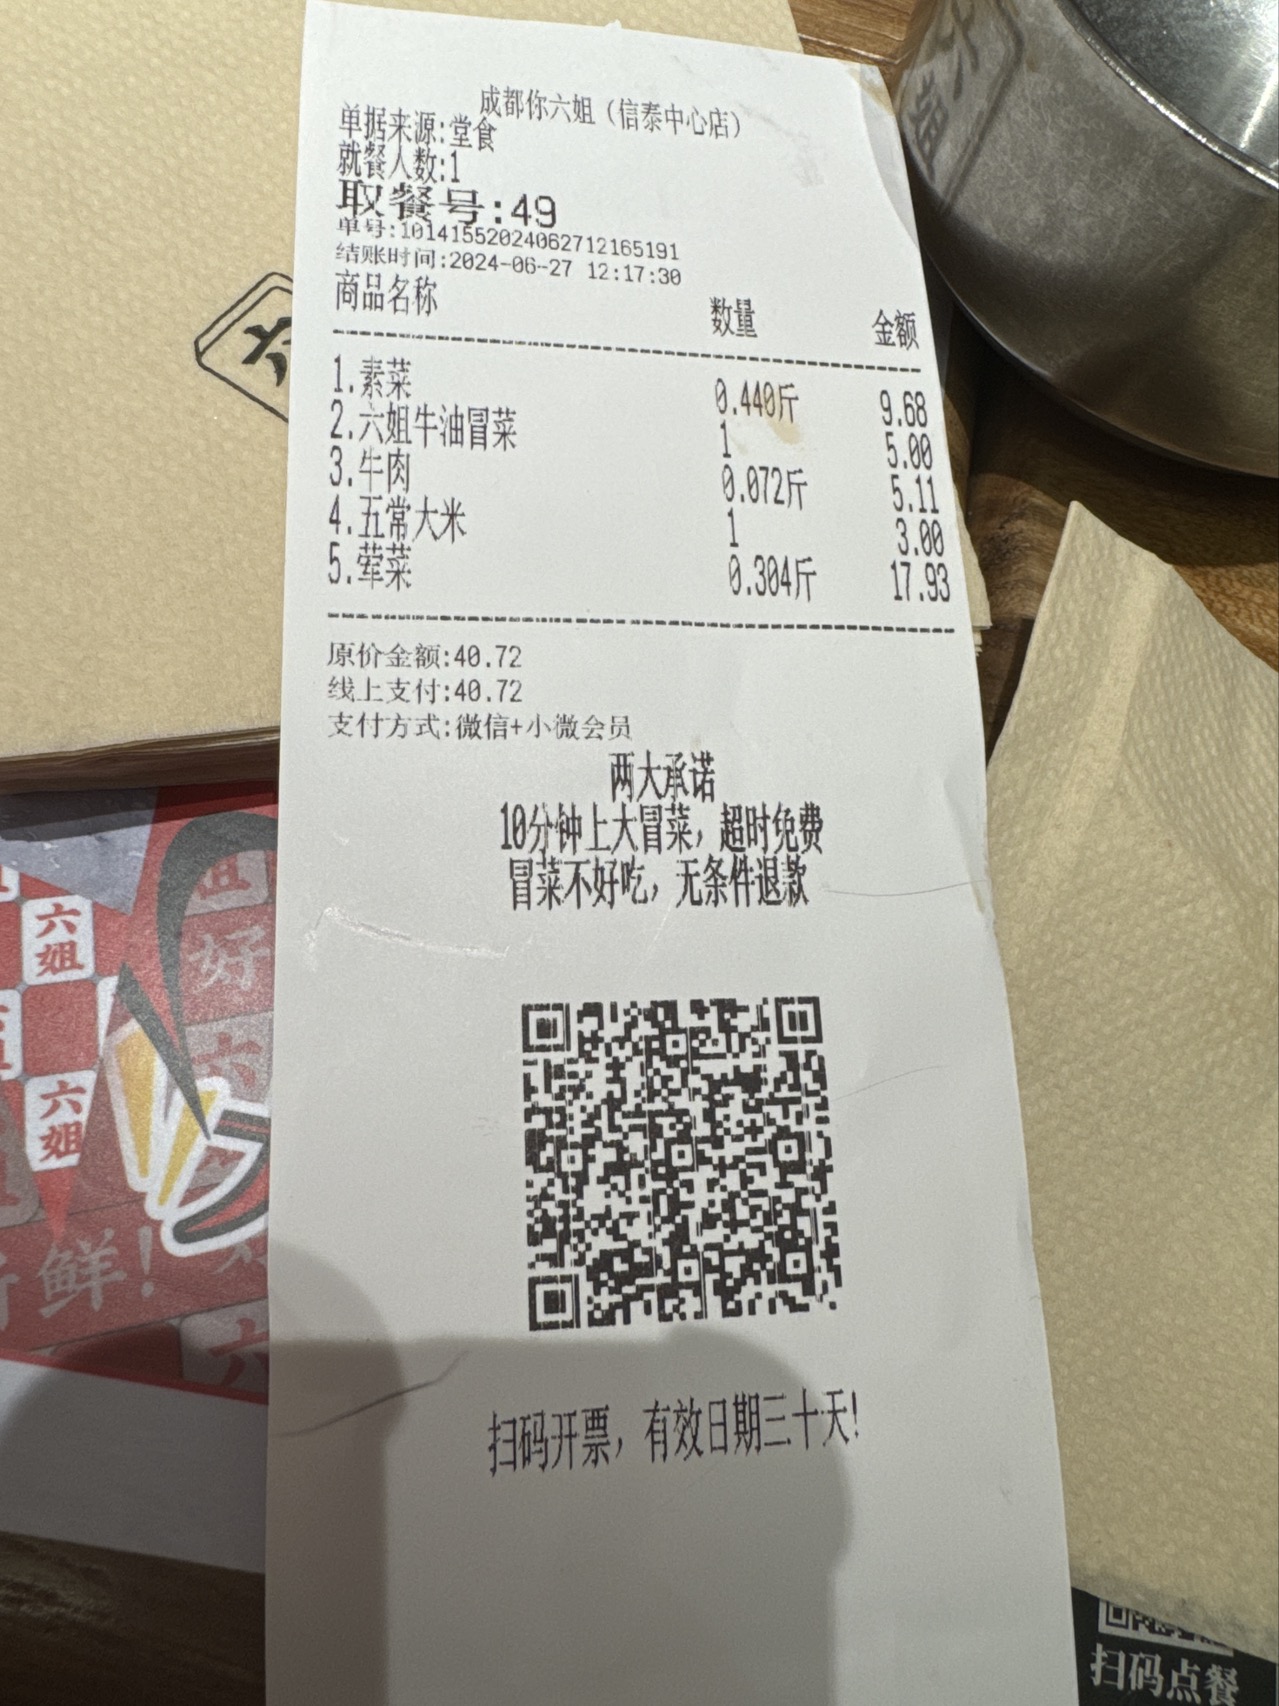 成都你六姐（信泰中心店）
单据来源:堂食
就餐人数:1
取餐号:49
单号:10141552024062712165191
结账时间:2024-06-27 12:17:30
商品名称 数量 金额
1.素菜 0.440斤 9.68
2.六姐牛油冒菜 1 5.00
3.牛肉 0.072斤 5.11
4.五常大米 1 3.00
5.荤菜 0.304斤 17.93
原价金额:40.72
线上支付:40.72
支付方式:微信+小微会员
两大承诺
10分钟上大冒菜，超时免费
冒菜不好吃，无条件退款
扫码开票，有效日期三十天!
六姐
好
六
六姐
鲜!
六
扫码点餐